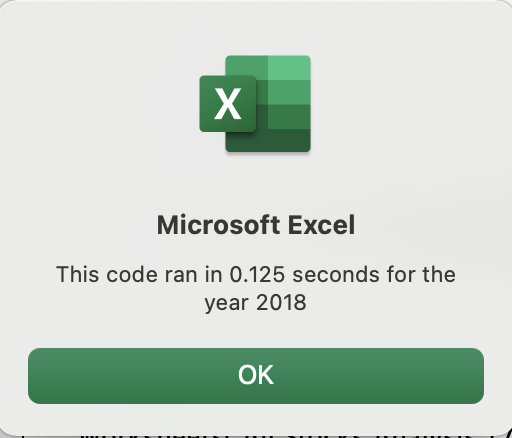 X
Microsoft Excel
This code ran in 0.125 seconds for the
year 2018
OK